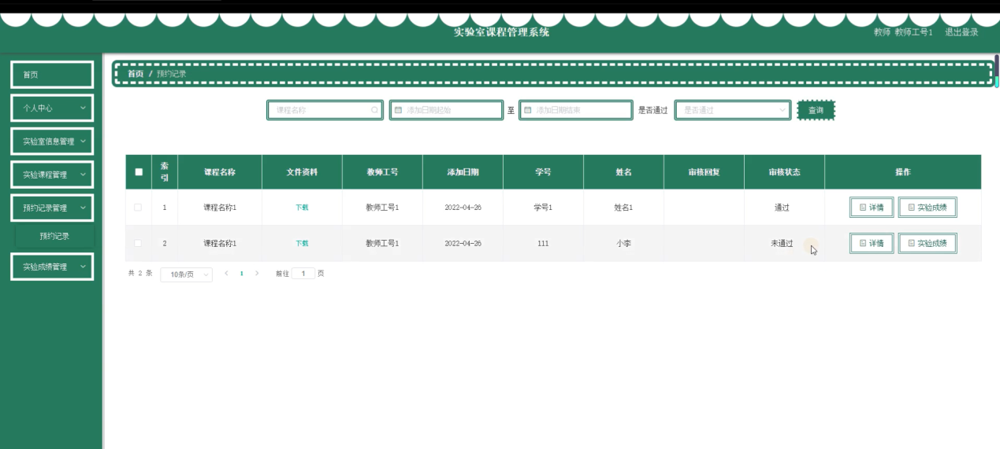 实验室课程管理系统
教师 教师工号1 退出登录
首页
个人中心
实验室信息管理
实验课程管理
预约记录管理
预约记录
实验成绩管理
首页 / 预约记录
课程名称 添加日期起始 至 添加日期结束 是否通过 是否通过 查询
索引 课程名称 文件资料 教师工号 添加日期 学号 姓名 审核回复 审核状态 操作
1 课程名称1 下载 教师工号1 2022-04-26 学号1 姓名1 通过 详情 实验成绩
2 课程名称1 下载 教师工号1 2022-04-26 111 小李 未通过 详情 实验成绩
共 2 条 10条/页 1 前往 1 页